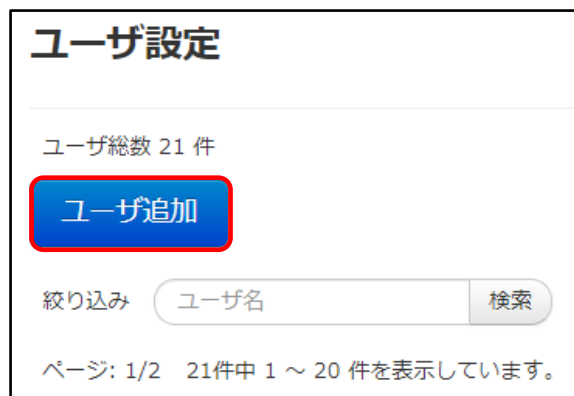 ユーザ設定
ユーザ総数 21 件
ユーザ追加
絞り込み ユーザ名 検索
ページ: 1/2 21件中 1 ～ 20 件を表示しています。